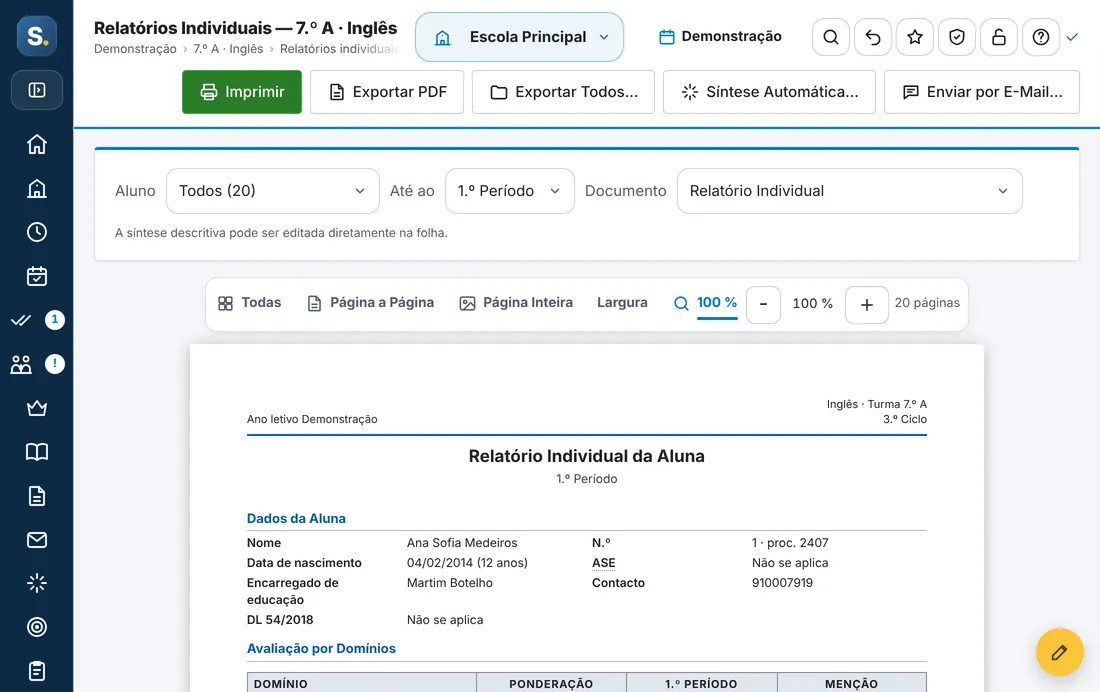 S.
Relatórios Individuais — 7.º A · Inglês
Demonstração › 7.º A · Inglês › Relatórios individuais
Escola Principal
Demonstração
Imprimir
Exportar PDF
Exportar Todos...
Síntese Automática...
Enviar por E-Mail...
1
!
Aluno
Todos (20)
Até ao
1.º Período
Documento
Relatório Individual
A síntese descritiva pode ser editada diretamente na folha.
Todas
Página a Página
Página Inteira
Largura
100 %
−
100 %
+
20 páginas
Inglês · Turma 7.º A
Ano letivo Demonstração
3.º Ciclo
Relatório Individual da Aluna
1.º Período
Dados da Aluna
Nome Ana Sofia Medeiros N.º 1 · proc. 2407
Data de nascimento 04/02/2014 (12 anos) ASE Não se aplica
Encarregado de educação Martim Botelho Contacto 910007919
DL 54/2018 Não se aplica
Avaliação por Domínios
DOMÍNIO PONDERAÇÃO 1.º PERÍODO MENÇÃO